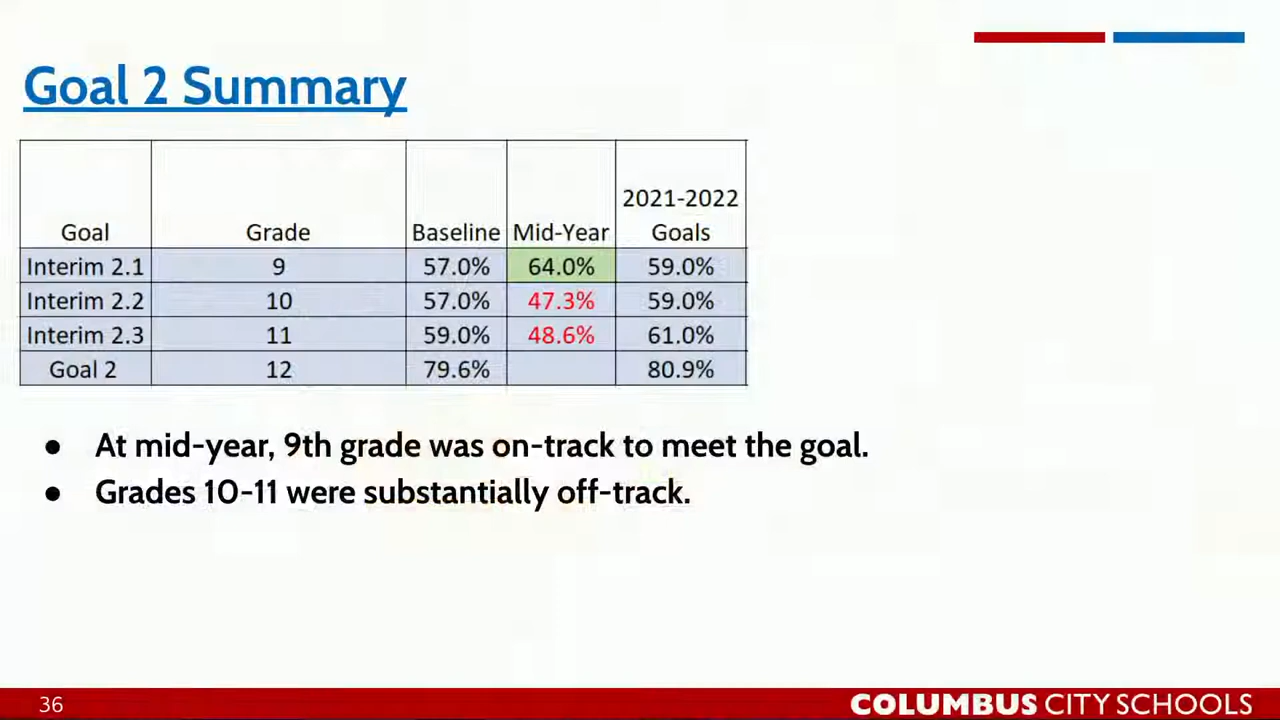 Goal 2 Summary
Goal Grade Baseline Mid-Year 2021-2022 Goals
Interim 2.1 9 57.0% 64.0% 59.0%
Interim 2.2 10 57.0% 47.3% 59.0%
Interim 2.3 11 59.0% 48.6% 61.0%
Goal 2 12 79.6% 80.9%
● At mid-year, 9th grade was on-track to meet the goal.
● Grades 10-11 were substantially off-track.
36 COLUMBUS CITY SCHOOLS